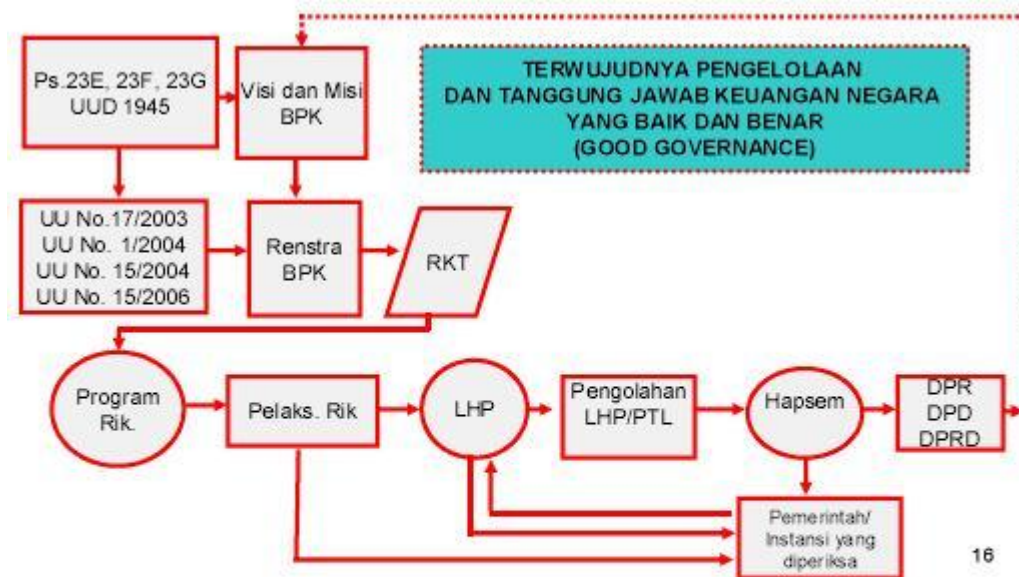 Ps.23E, 23F, 23G
UUD 1945
Visi dan Misi
BPK
TERWUJUDNYA PENGELOLAAN
DAN TANGGUNG JAWAB KEUANGAN NEGARA
YANG BAIK DAN BENAR
(GOOD GOVERNANCE)
UU No.17/2003
UU No. 1/2004
UU No. 15/2004
UU No. 15/2006
Renstra
BPK
RKT
Program
Rik.
Pelaks. Rik
LHP
Pengolahan
LHP/PTL
Hapsem
DPR
DPD
DPRD
Pemerintah/
Instansi yang
diperiksa
16